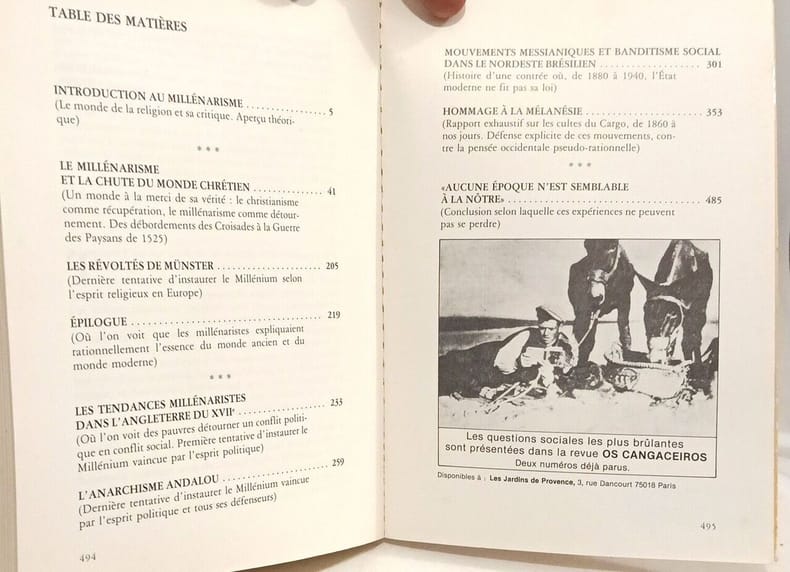 TABLE DES MATIÈRES
INTRODUCTION AU MILLÉNARISME .................. 5
(Le monde de la religion et sa critique. Aperçu théori-
que)
* * *
LE MILLÉNARISME
ET LA CHUTE DU MONDE CHRÉTIEN .................. 41
(Un monde à la merci de sa vérité : le christianisme
comme récupération, le millénarisme comme détour-
nement. Des débordements des Croisades à la Guerre
des Paysans de 1525)
LES RÉVOLTÉS DE MÜNSTER .................. 205
(Dernière tentative d'instaurer le Millénium selon
l'esprit religieux en Europe)
ÉPILOGUE .................. 219
(Où l'on voit que les millénaristes expliquaient
rationnellement l'essence du monde ancien et du
monde moderne)
* * *
LES TENDANCES MILLÉNARISTES
DANS L'ANGLETERRE DU XVIIe .................. 233
(Où l'on voit des pauvres détourner un conflit politi-
que en conflit social. Première tentative d'instaurer le
Millénium vaincue par l'esprit politique)
L'ANARCHISME ANDALOU .................. 259
(Dernière tentative d'instaurer le Millénium vaincue
par l'esprit politique et tous ses défenseurs)
494
MOUVEMENTS MESSIANIQUES ET BANDITISME SOCIAL
DANS LE NORDESTE BRÉSILIEN .................. 301
(Histoire d'une contrée où, de 1880 à 1940, l'État
moderne ne fit pas sa loi)
HOMMAGE À LA MÉLANÉSIE .................. 353
(Rapport exhaustif sur les cultes du Cargo, de 1860 à
nos jours. Défense explicite de ces mouvements, con-
tre la pensée occidentale pseudo-rationnelle)
* * *
«AUCUNE ÉPOQUE N'EST SEMBLABLE
À LA NÔTRE» .................. 485
(Conclusion selon laquelle ces expériences ne peuvent
pas se perdre)
Les questions sociales les plus brûlantes
sont présentées dans la revue OS CANGACEIROS
Deux numéros déjà parus.
Disponibles à : Les Jardins de Provence, 3, rue Dancourt 75018 Paris
495